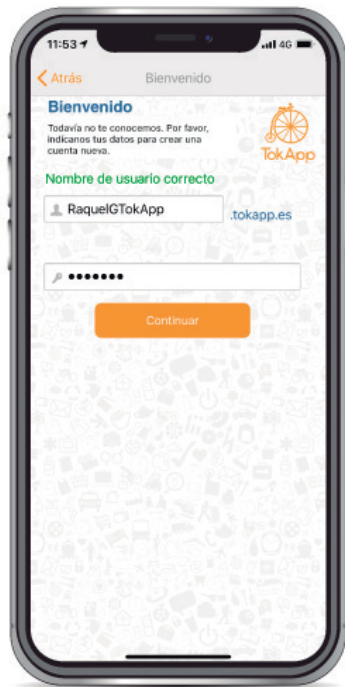 11:53
4G
Atrás
Bienvenido
Bienvenido
Todavía no te conocemos. Por favor,
indicanos tus datos para crear una
cuenta nueva.
TokApp
Nombre de usuario correcto
RaquelGTokApp
.tokapp.es
•••••••
Continuar